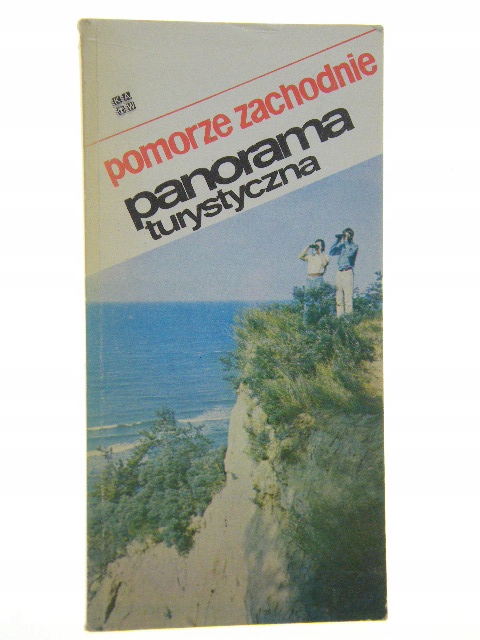 pomorze zachodnie
panorama
turystyczna